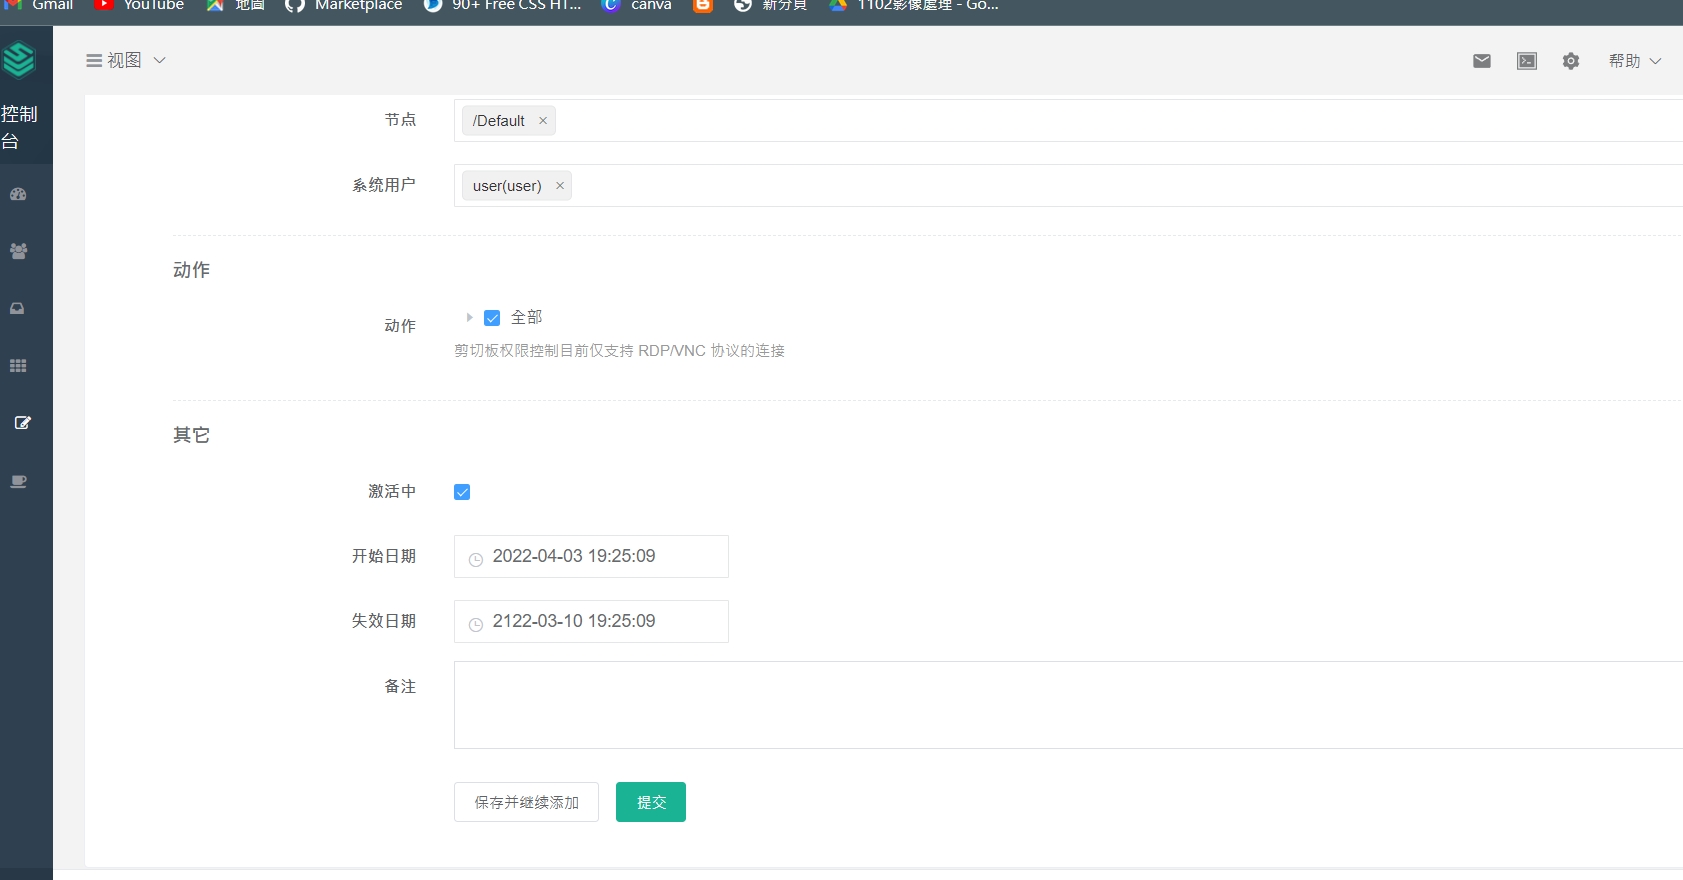 Gmail YouTube 地圖 Marketplace 90+ Free CSS HT... canva 新分頁 1102影像處理 - Go...
视图 帮助
控制
台
节点 /Default ×
系统用户 user(user) ×
动作
动作 全部
剪切板权限控制目前仅支持 RDP/VNC 协议的连接
其它
激活中
开始日期 2022-04-03 19:25:09
失效日期 2122-03-10 19:25:09
备注
保存并继续添加 提交